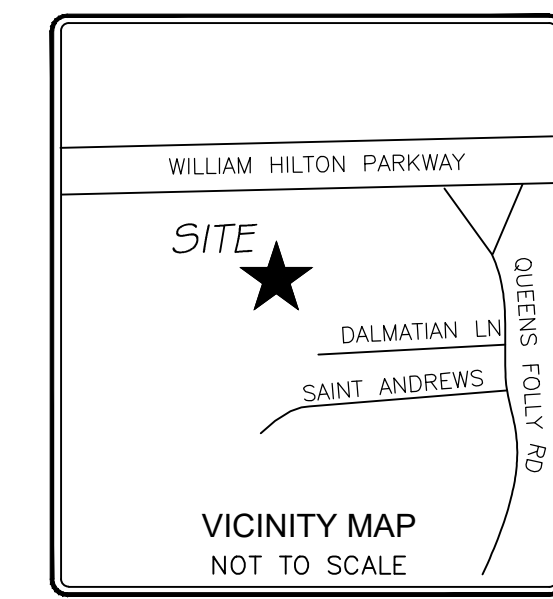 WILLIAM HILTON PARKWAY
SITE
QUEENS FOLLY RD
DALMATIAN LN
SAINT ANDREWS
VICINITY MAP
NOT TO SCALE